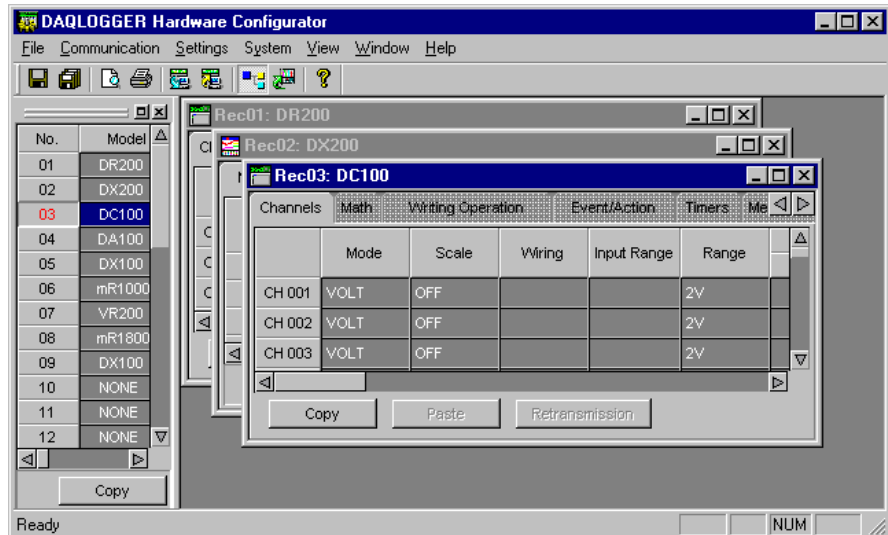 DAQLOGGER Hardware Configurator
File Communication Settings System View Window Help
No. Model
01 DR200
02 DX200
03 DC100
04 DA100
05 DX100
06 mR1000
07 VR200
08 mR1800
09 DX100
10 NONE
11 NONE
12 NONE
Copy
Rec01: DR200
Rec02: DX200
Rec03: DC100
Channels Math Writing Operation Event/Action Timers Me
Mode Scale Wiring Input Range Range
CH 001 VOLT OFF 2V
CH 002 VOLT OFF 2V
CH 003 VOLT OFF 2V
Copy Paste Retransmission
Ready NUM